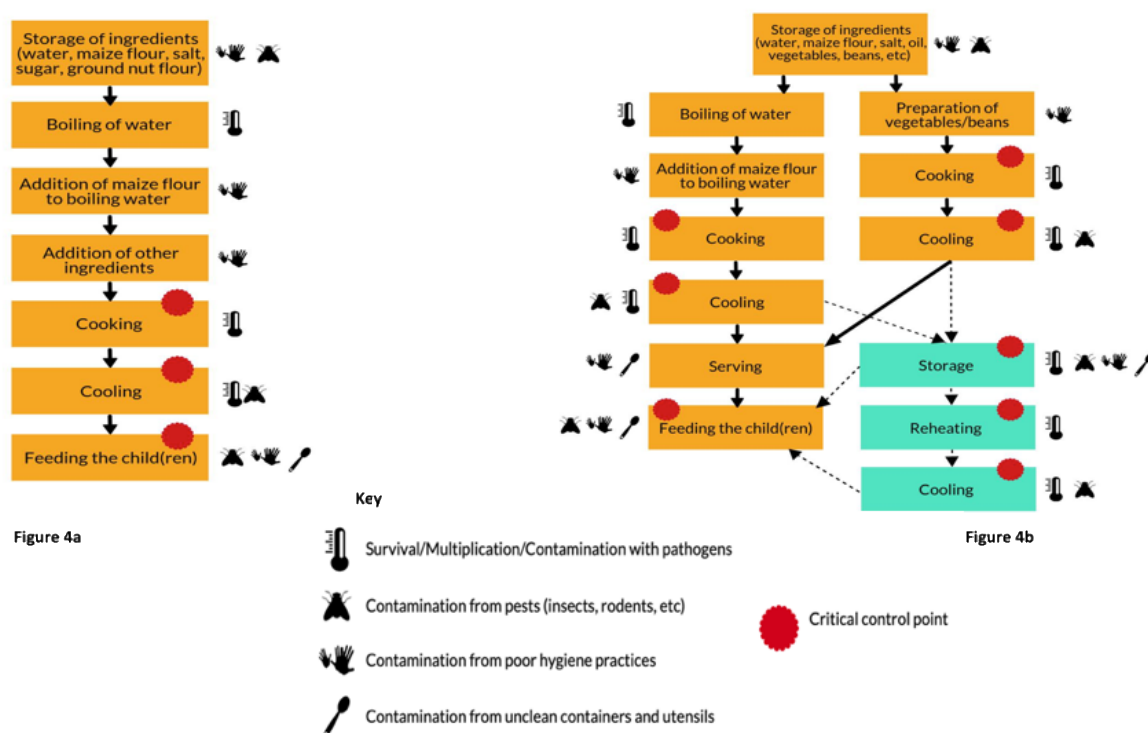 Storage of ingredients
(water, maize flour, salt,
sugar, ground nut flour)
Boiling of water
Addition of maize flour
to boiling water
Addition of other
ingredients
Cooking
Cooling
Feeding the child(ren)
Figure 4a
Storage of ingredients
(water, maize flour, salt, oil,
vegetables, beans, etc)
Boiling of water
Addition of maize flour
to boiling water
Cooking
Cooling
Serving
Feeding the child(ren)
Preparation of
vegetables/beans
Cooking
Cooling
Storage
Reheating
Cooling
Figure 4b
Key
Survival/Multiplication/Contamination with pathogens
Contamination from pests (insects, rodents, etc)
Contamination from poor hygiene practices
Contamination from unclean containers and utensils
Critical control point